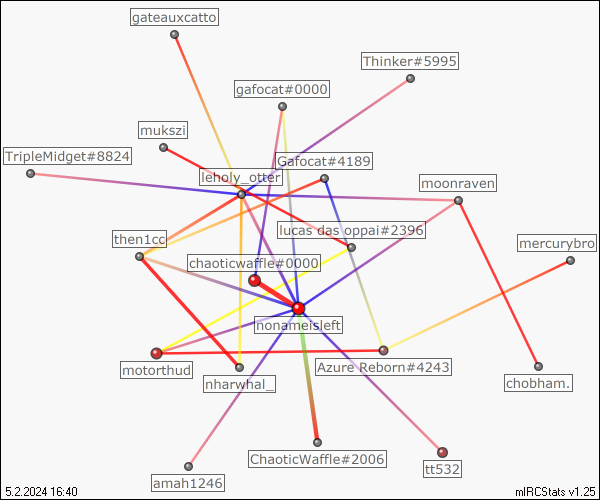 gateauxcatto
Thinker#5995
gafocat#0000
mukszi
TripleMidget#8824
Gafocat#4189
leholy_otter
moonraven
lucas das oppai#2396
then1cc
mercurybro
chaoticwaffle#0000
nonameisleft
motorthud
Azure Reborn#4243
nharwhal_
chobham.
ChaoticWaffle#2006
tt532
amah1246
5.2.2024 16:40
mIRCStats v1.25